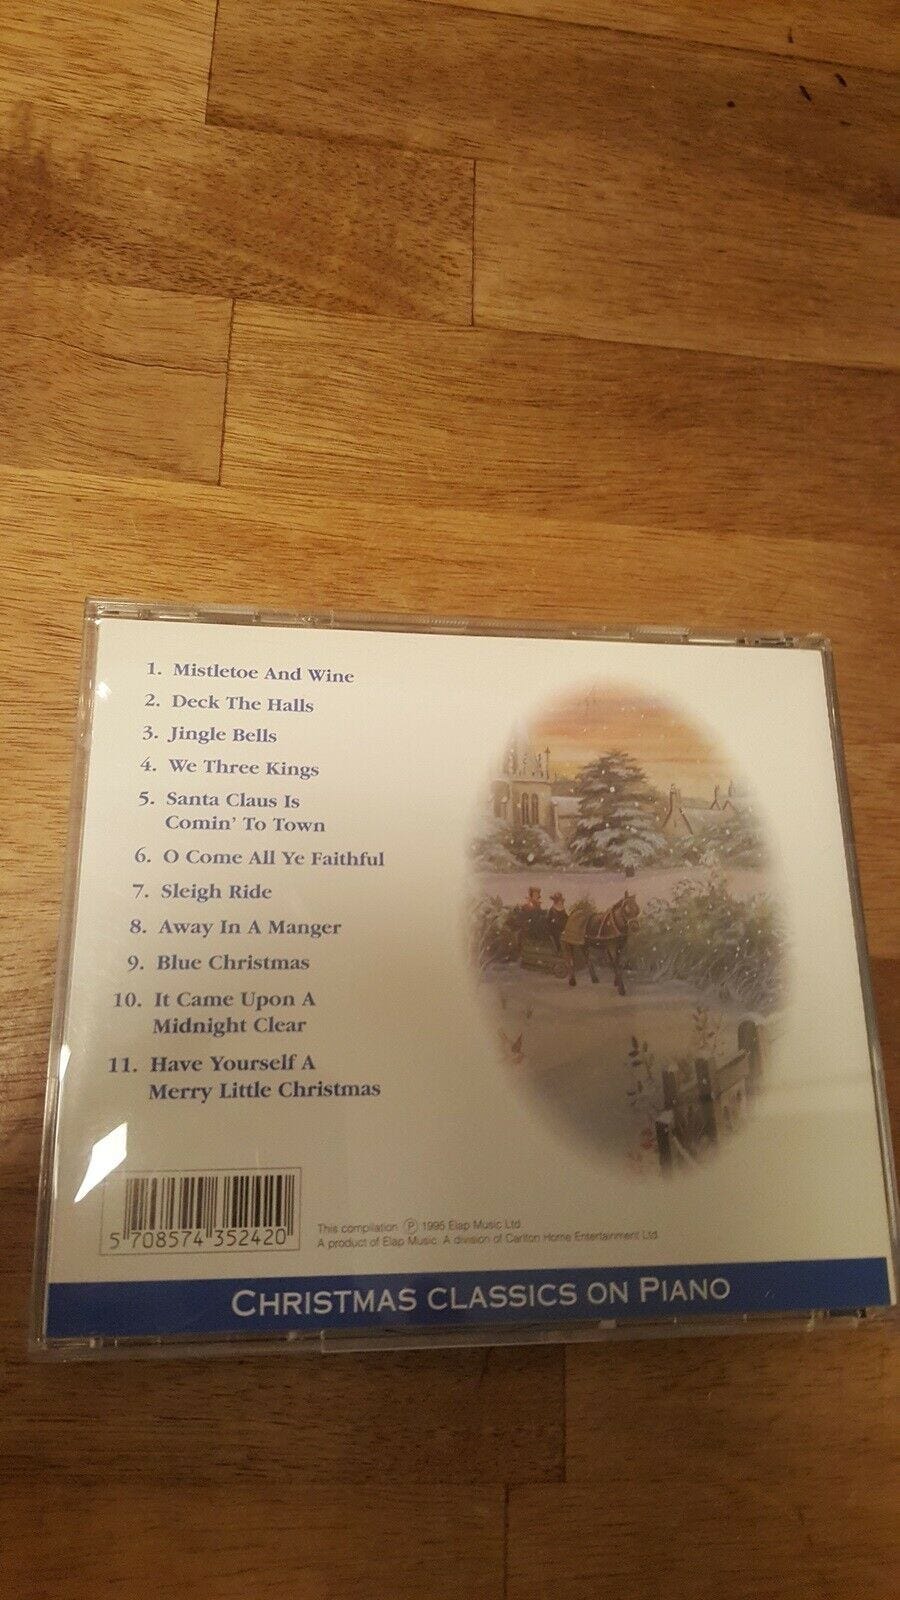 1. Mistletoe And Wine
2. Deck The Halls
3. Jingle Bells
4. We Three Kings
5. Santa Claus Is
Comin' To Town
6. O Come All Ye Faithful
7. Sleigh Ride
8. Away In A Manger
9. Blue Christmas
10. It Came Upon A
Midnight Clear
11. Have Yourself A
Merry Little Christmas
5 708574 352420
This compilation ℗ 1995 Elap Music Ltd
A product of Elap Music. A division of Carlton Home Entertainment Ltd
CHRISTMAS CLASSICS ON PIANO